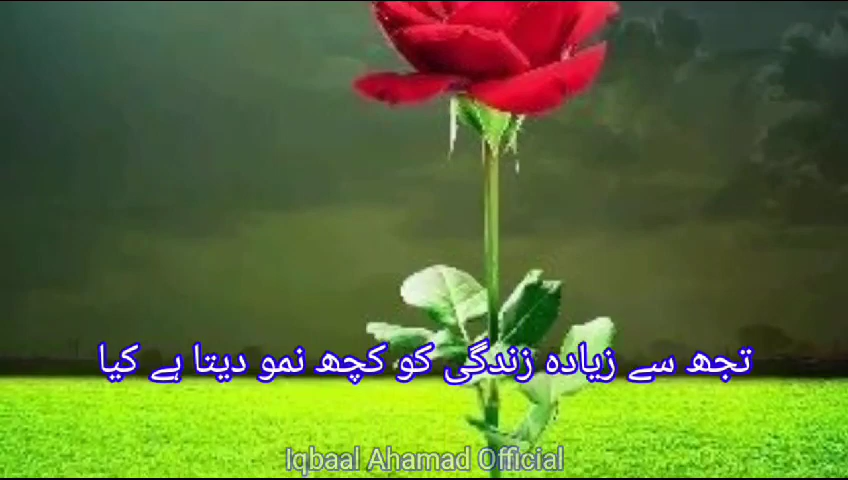 تجھ سے زیادہ زندگی کو کچھ نمو دیتا ہے کیا
Iqbaal Ahamad Official